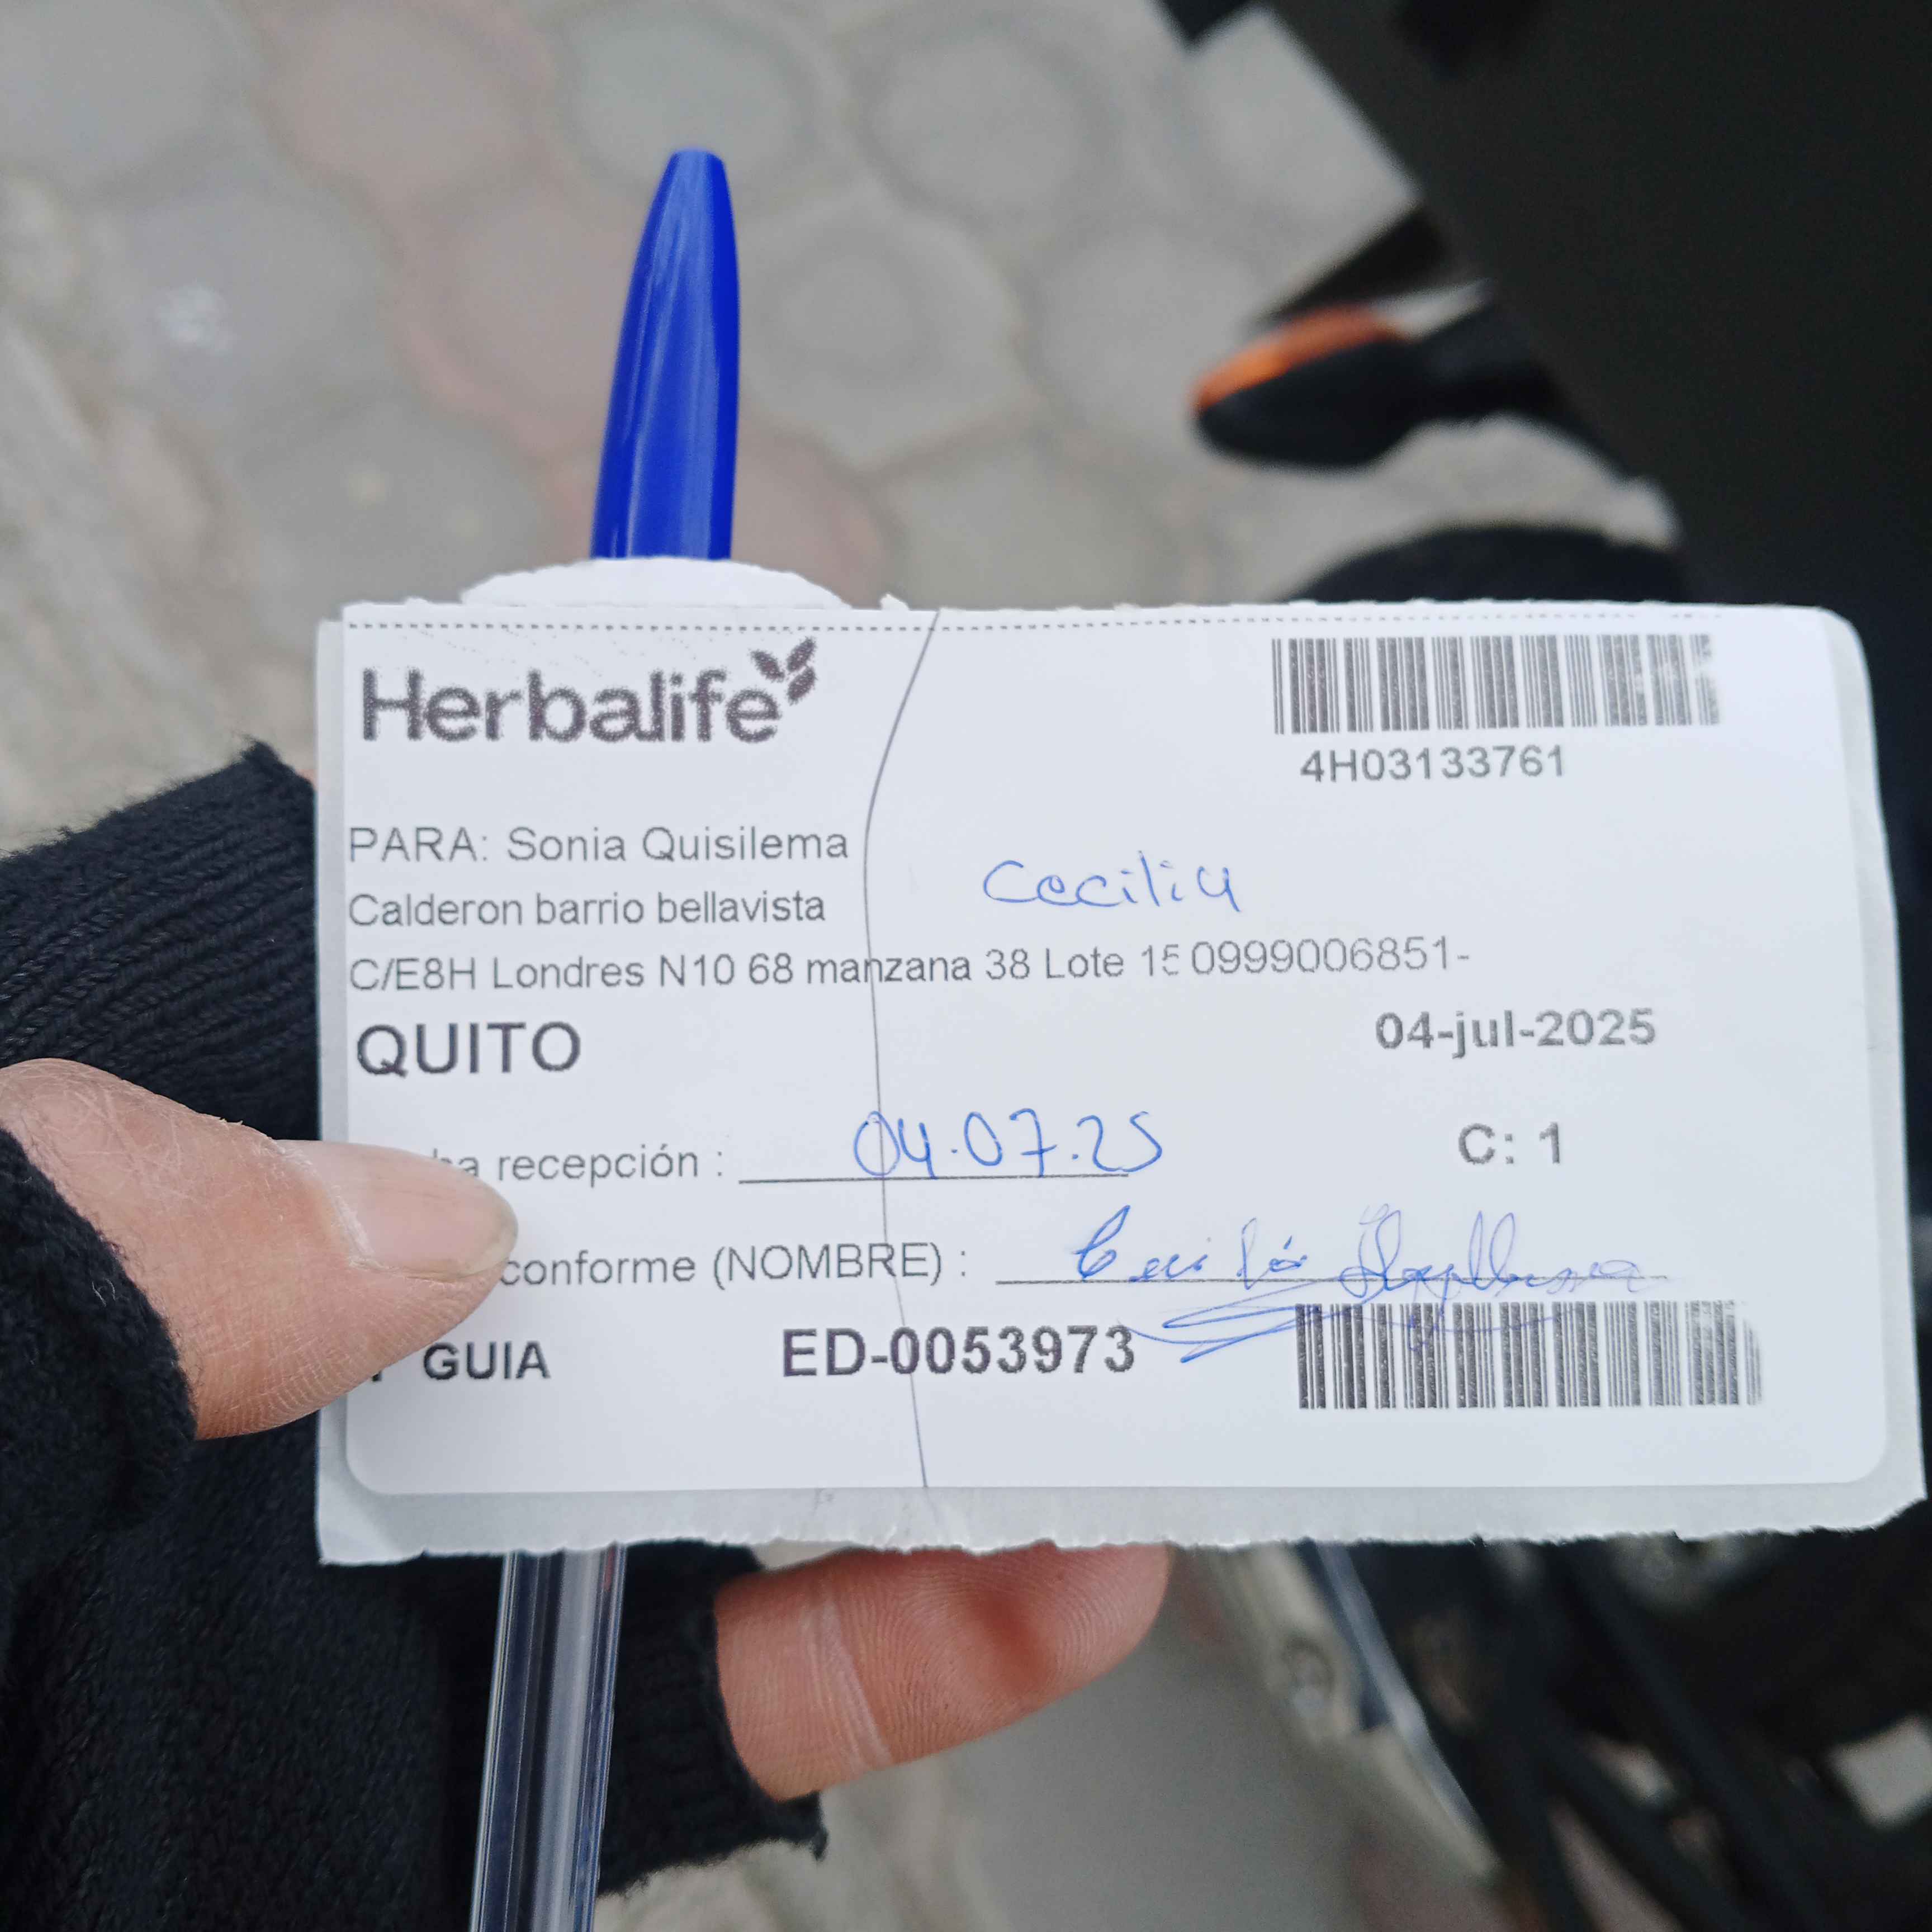 Herbalife
4H03133761
PARA: Sonia Quisilema
Calderon barrio bellavista
Cecilia
C/E8H Londres N10 68 manzana 38 Lote 15 0999006851-
QUITO
04-jul-2025
recepción : 04.07.25
C: 1
conforme (NOMBRE) : Cecilia
GUIA ED-0053973